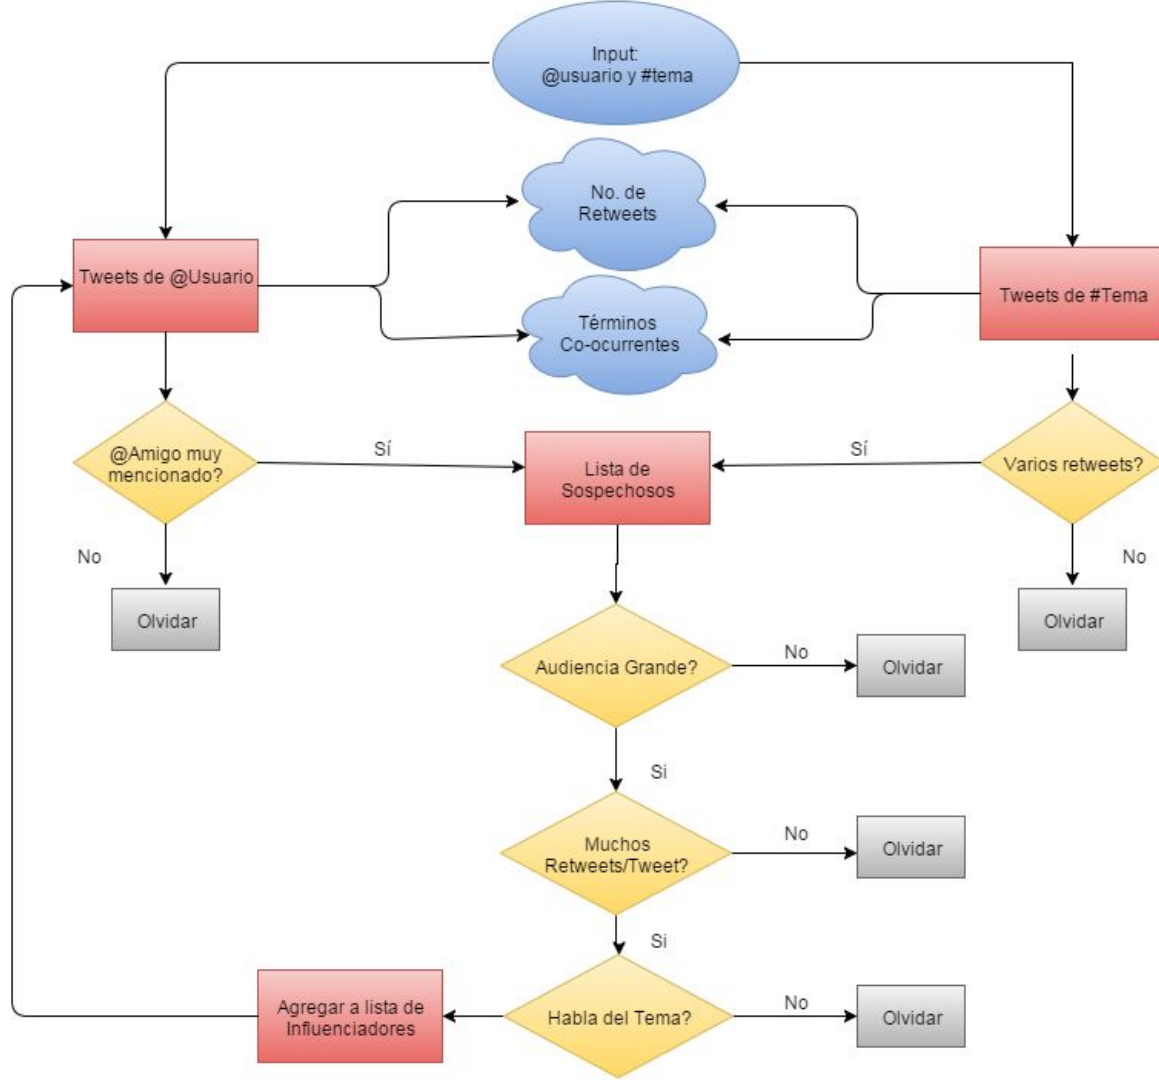 Input:
@usuario y #tema
No. de
Retweets
Tweets de @Usuario
Tweets de #Tema
Términos
Co-ocurrentes
@Amigo muy
mencionado?
Sí
Lista de
Sospechosos
Sí
Varios retweets?
No
No
Olvidar
Olvidar
Audiencia Grande?
No
Olvidar
Si
Muchos
Retweets/Tweet?
No
Olvidar
Si
Agregar a lista de
Influenciadores
Habla del Tema?
No
Olvidar